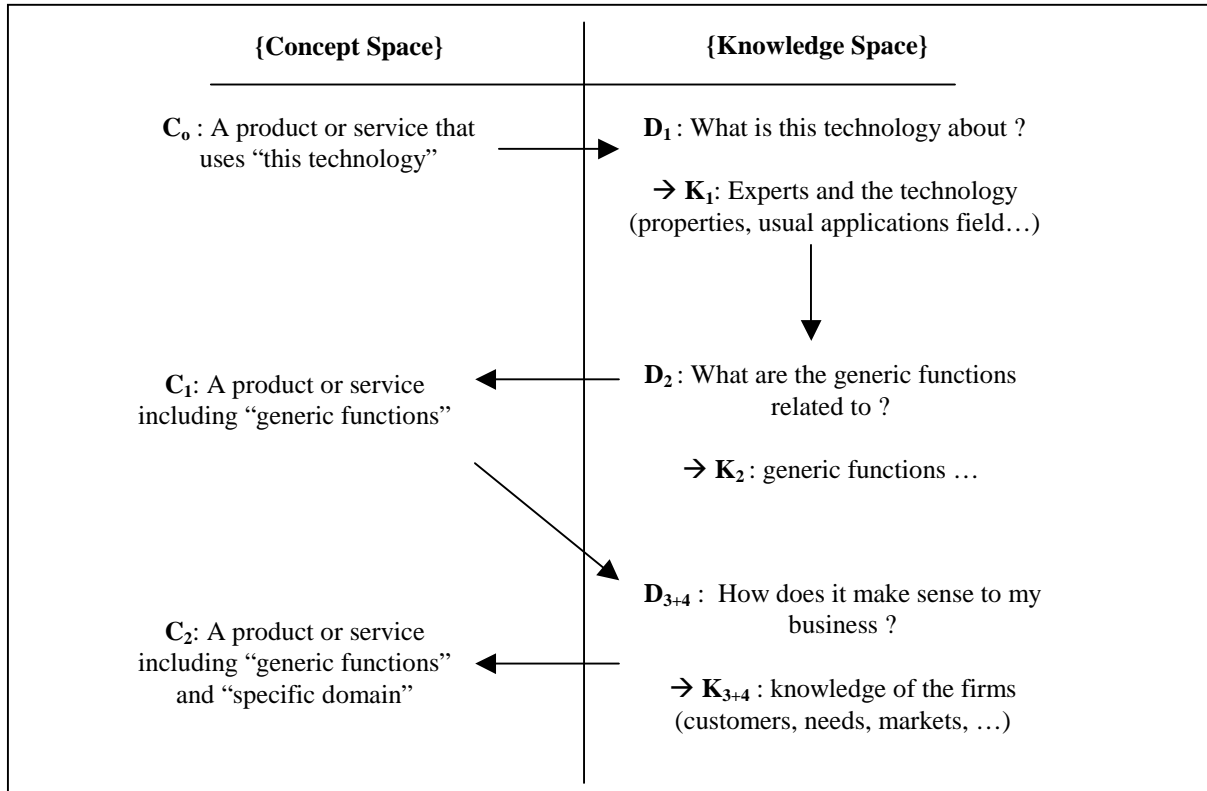 {Concept Space}
{Knowledge Space}
C₀ : A product or service that
uses “this technology”
D₁ : What is this technology about ?
→ K₁: Experts and the technology
(properties, usual applications field…)
C₁: A product or service
including “generic functions”
D₂ : What are the generic functions
related to ?
→ K₂ : generic functions …
D₃₊₄ : How does it make sense to my
business ?
C₂: A product or service
including “generic functions”
and “specific domain”
→ K₃₊₄ : knowledge of the firms
(customers, needs, markets, …)